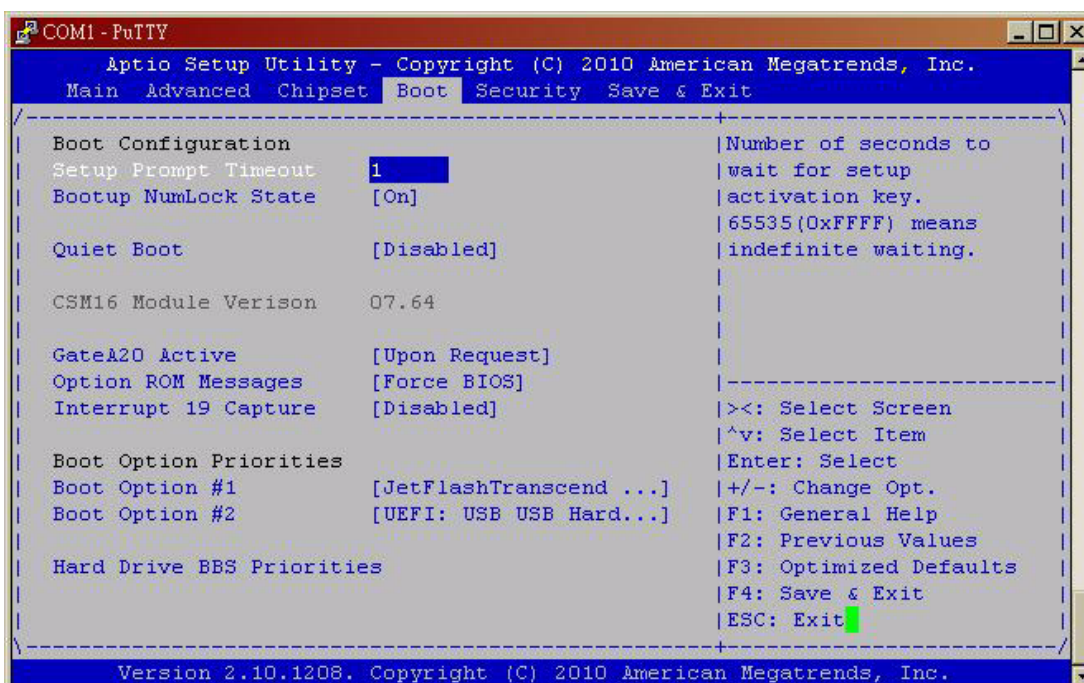 COM1 - PuTTY
Aptio Setup Utility - Copyright (C) 2010 American Megatrends, Inc.
Main Advanced Chipset Boot Security Save & Exit
/-----------------------------------------------------+--------------------------\
| Boot Configuration |Number of seconds to |
| Setup Prompt Timeout 1 |wait for setup |
| Bootup NumLock State [On] |activation key. |
| |65535(0xFFFF) means |
| Quiet Boot [Disabled] |indefinite waiting. |
| | |
| CSM16 Module Verison 07.64 | |
| | |
| GateA20 Active [Upon Request] | |
| Option ROM Messages [Force BIOS] |--------------------------|
| Interrupt 19 Capture [Disabled] |><: Select Screen |
| |^v: Select Item |
| Boot Option Priorities |Enter: Select |
| Boot Option #1 [JetFlashTranscend ...] |+/-: Change Opt. |
| Boot Option #2 [UEFI: USB USB Hard...] |F1: General Help |
| |F2: Previous Values |
| Hard Drive BBS Priorities |F3: Optimized Defaults |
| |F4: Save & Exit |
| |ESC: Exit |
\-----------------------------------------------------+--------------------------/
Version 2.10.1208. Copyright (C) 2010 American Megatrends, Inc.